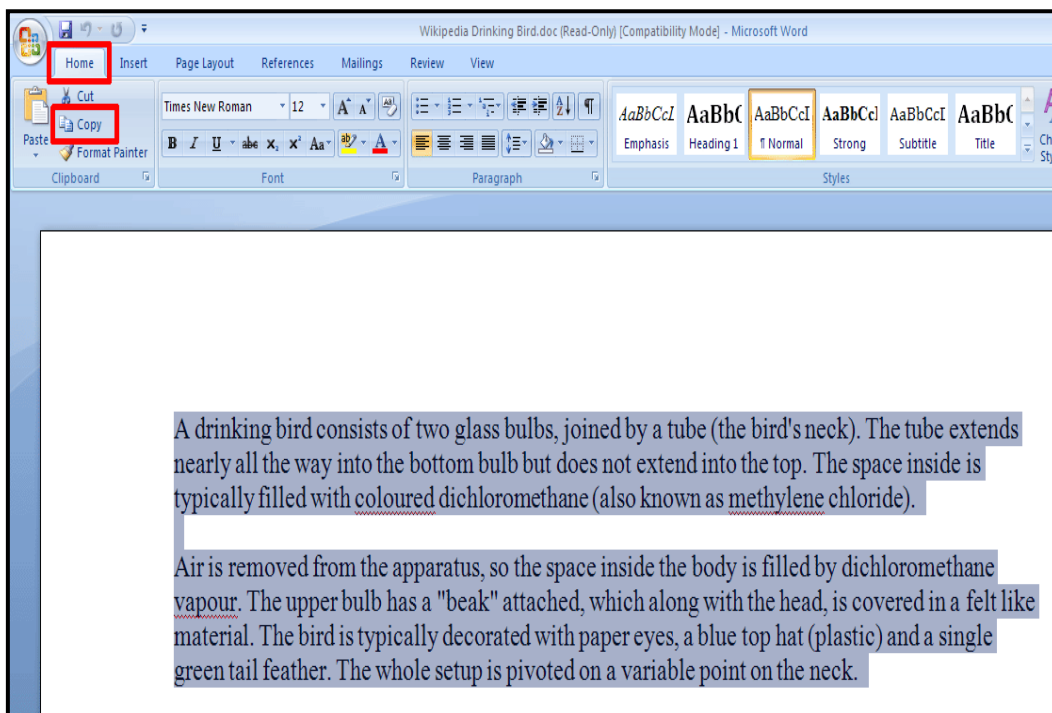 Wikipedia Drinking Bird.doc (Read-Only) [Compatibility Mode] - Microsoft Word
Home Insert Page Layout References Mailings Review View
Cut
Copy
Format Painter
Paste
Clipboard
Times New Roman 12
Font
Paragraph
AaBbCcI AaBb( AaBbCcI AaBbCcl AaBbCcI AaBb(
Emphasis Heading 1 ¶ Normal Strong Subtitle Title
Styles
A drinking bird consists of two glass bulbs, joined by a tube (the bird's neck). The tube extends
nearly all the way into the bottom bulb but does not extend into the top. The space inside is
typically filled with coloured dichloromethane (also known as methylene chloride).
Air is removed from the apparatus, so the space inside the body is filled by dichloromethane
vapour. The upper bulb has a "beak" attached, which along with the head, is covered in a felt like
material. The bird is typically decorated with paper eyes, a blue top hat (plastic) and a single
green tail feather. The whole setup is pivoted on a variable point on the neck.